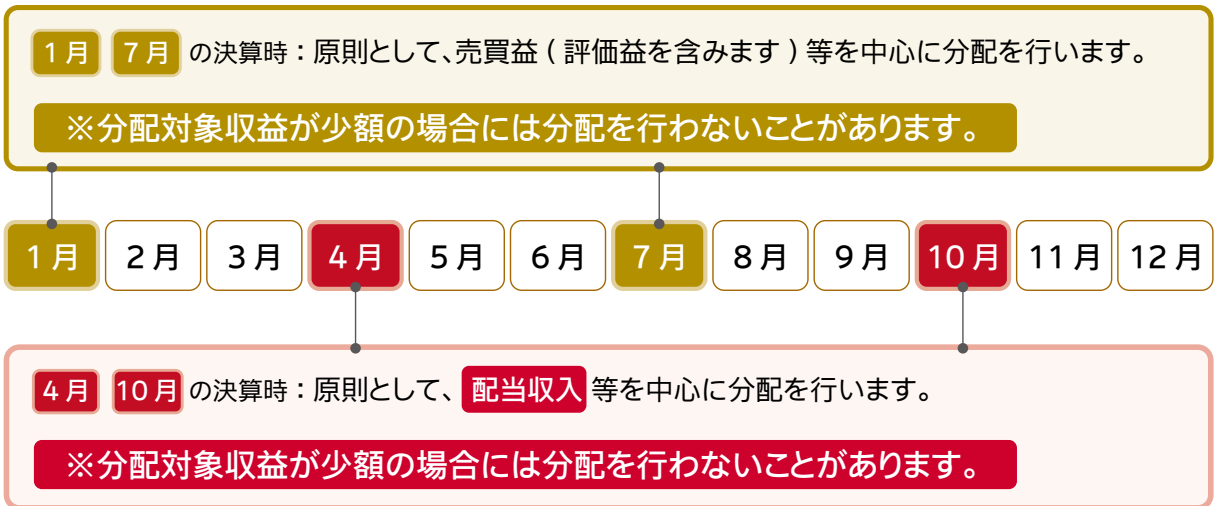 1月 7月 の決算時：原則として、売買益(評価益を含みます)等を中心に分配を行います。
※分配対象収益が少額の場合には分配を行わないことがあります。
1月 2月 3月 4月 5月 6月 7月 8月 9月 10月 11月 12月
4月 10月 の決算時：原則として、配当収入等を中心に分配を行います。
※分配対象収益が少額の場合には分配を行わないことがあります。